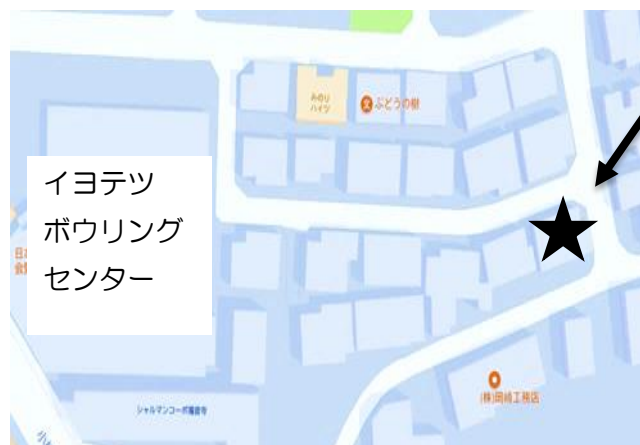 みのり
ハイツ
ぶどうの樹
イヨテツ
ボウリング
センター
シャルマンコーポ福音寺
(株)岡崎工務店